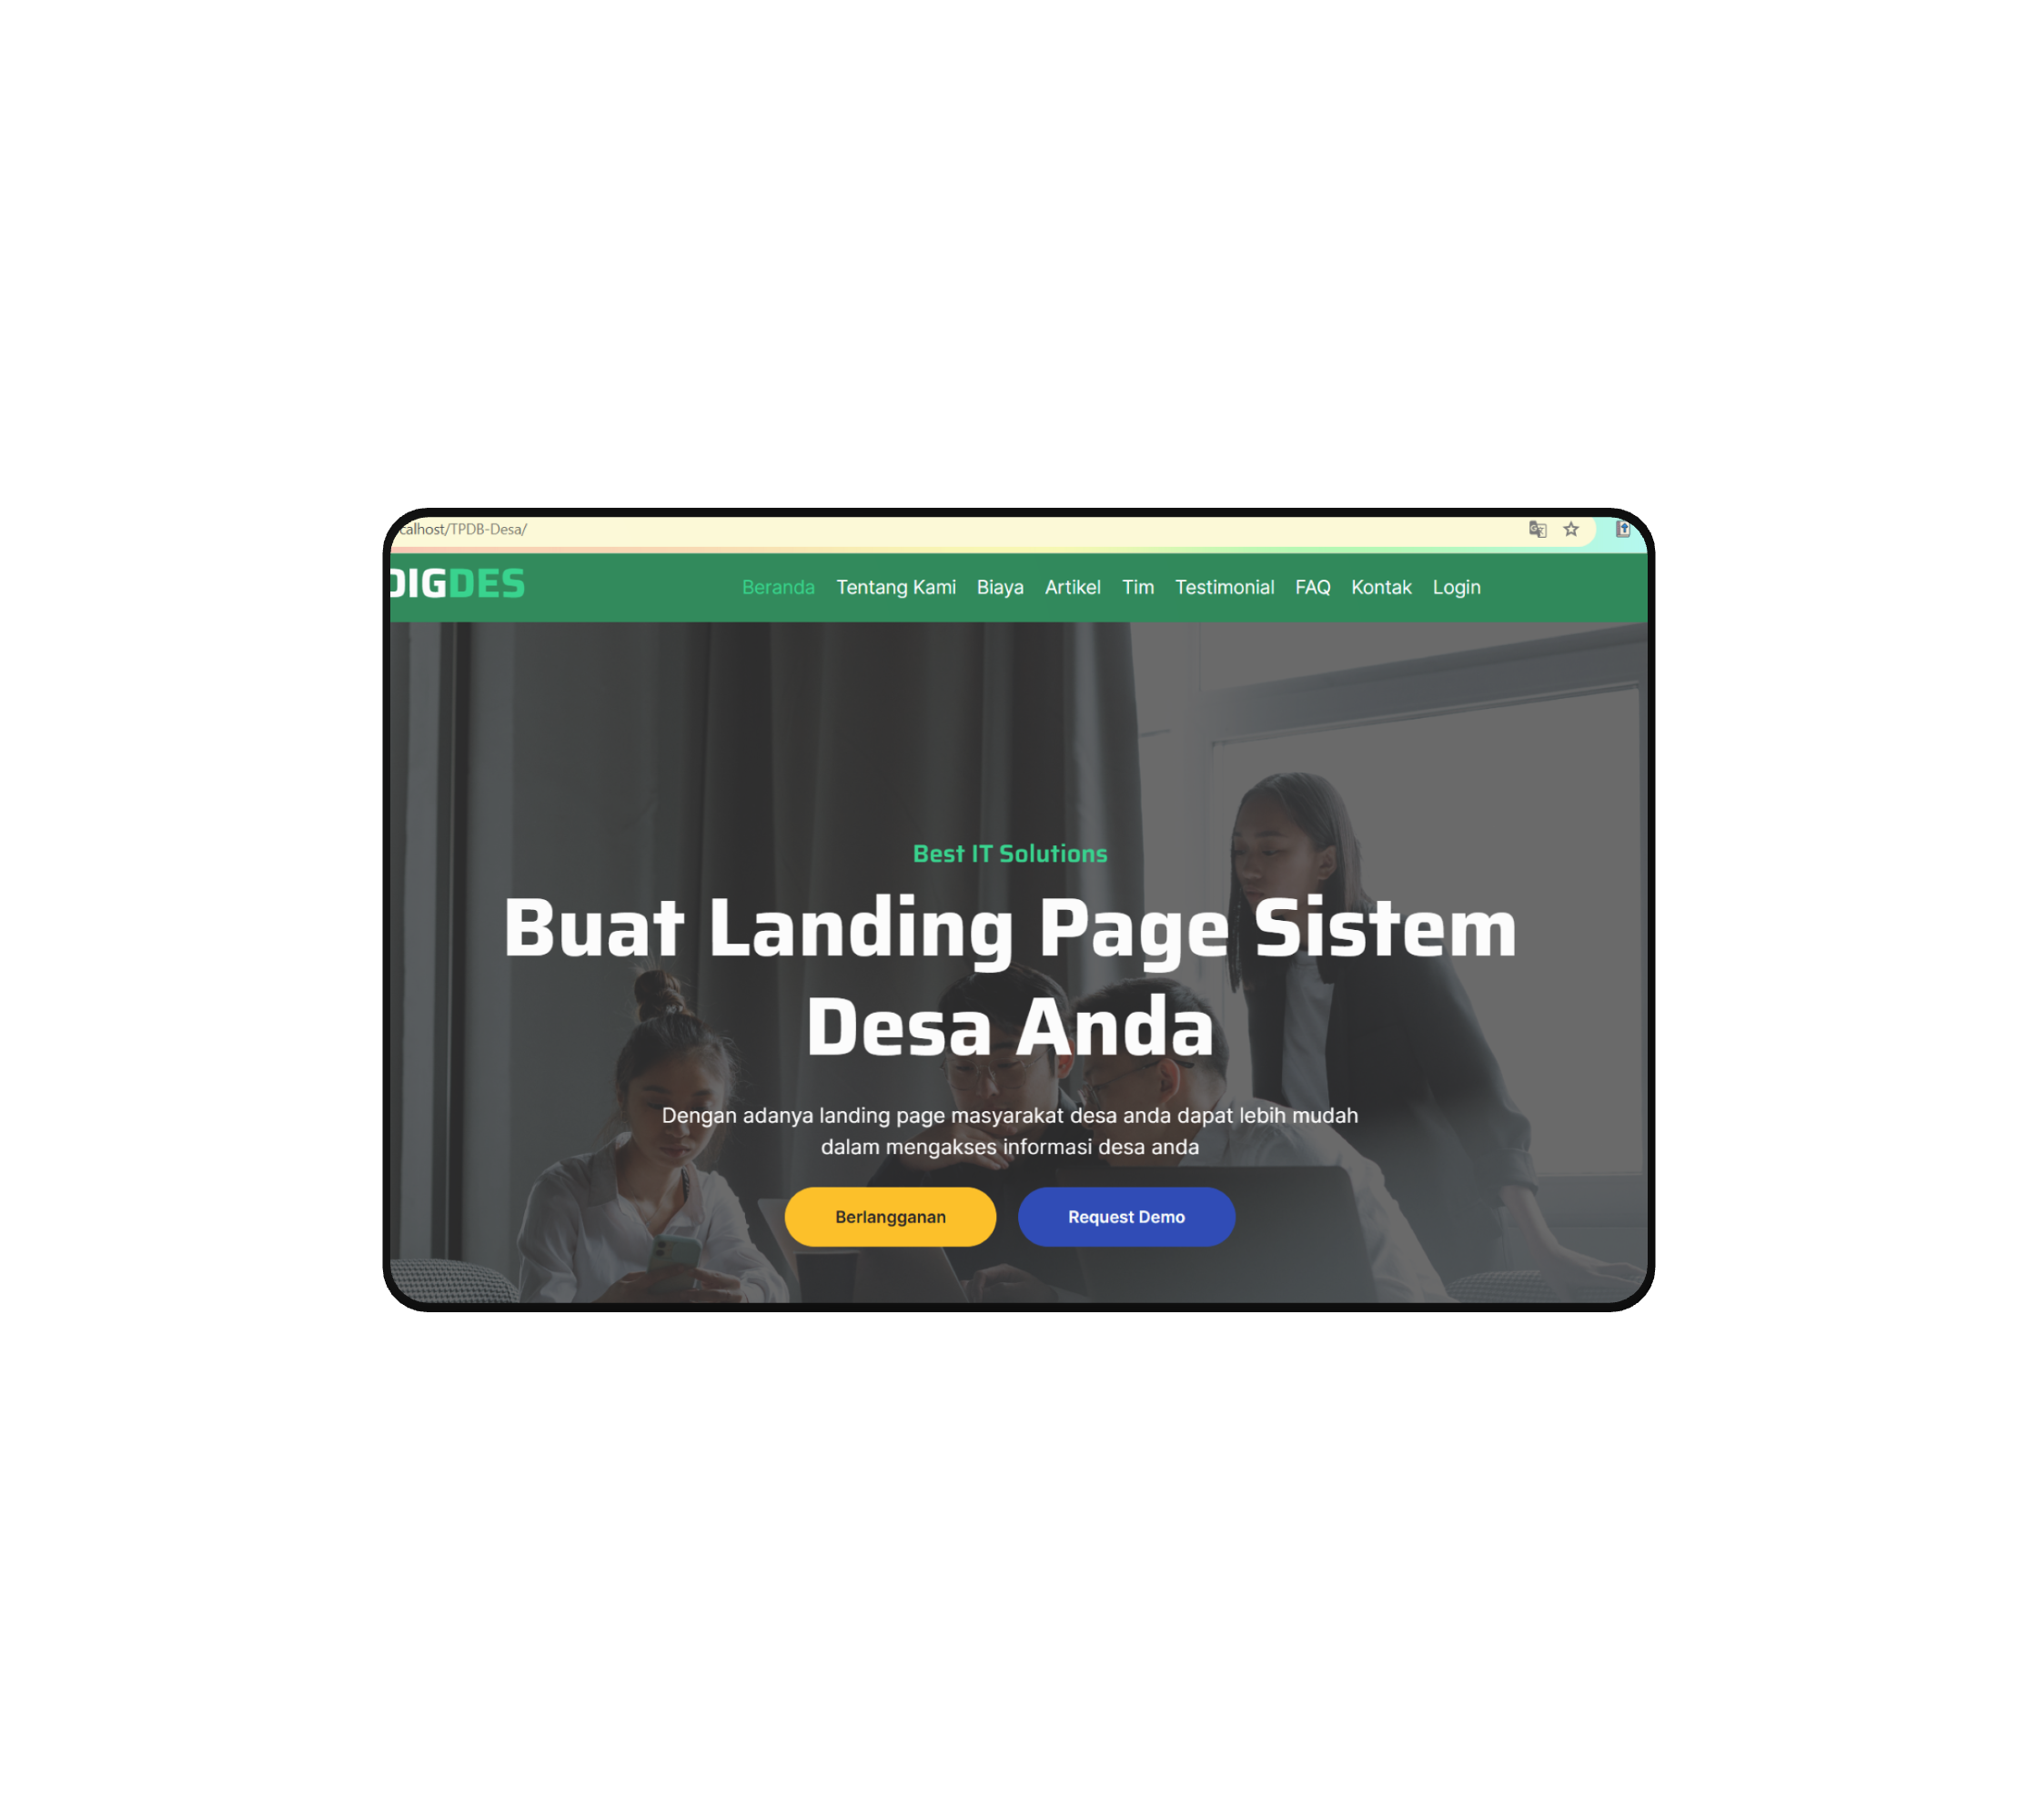 calhost/TPDB-Desa/
DIGDES
Beranda Tentang Kami Biaya Artikel Tim Testimonial FAQ Kontak Login
Best IT Solutions
Buat Landing Page Sistem
Desa Anda
Dengan adanya landing page masyarakat desa anda dapat lebih mudah
dalam mengakses informasi desa anda
Berlangganan Request Demo